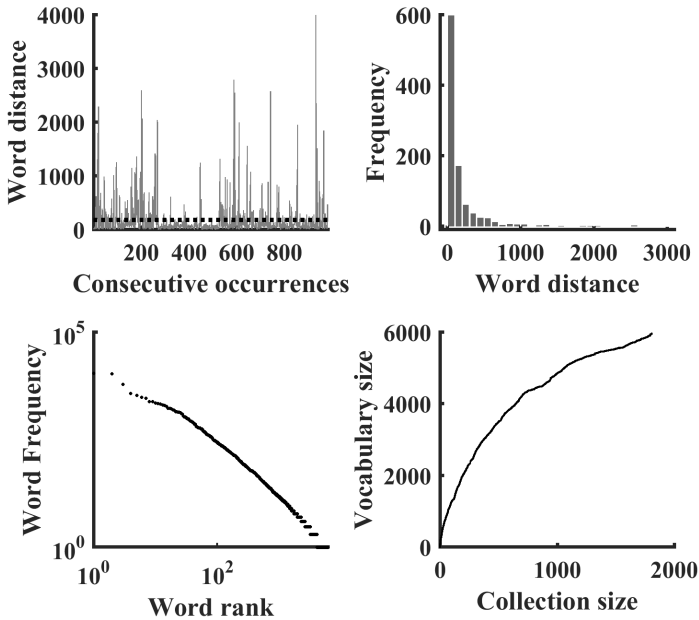 4000
3000
2000
1000
0
Word distance
200 400 600 800
Consecutive occurrences
600
400
200
0
Frequency
0 1000 2000 3000
Word distance
10^5
10^0
Word Frequency
10^0 10^2
Word rank
6000
4000
2000
0
Vocabulary size
0 1000 2000
Collection size